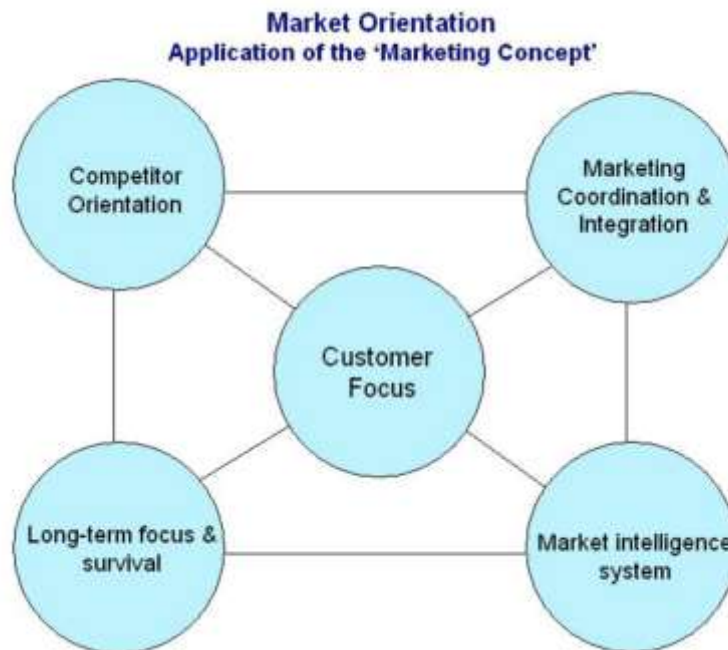 Market Orientation
Application of the ‘Marketing Concept’
Competitor
Orientation
Marketing
Coordination &
Integration
Customer
Focus
Long-term focus &
survival
Market intelligence
system